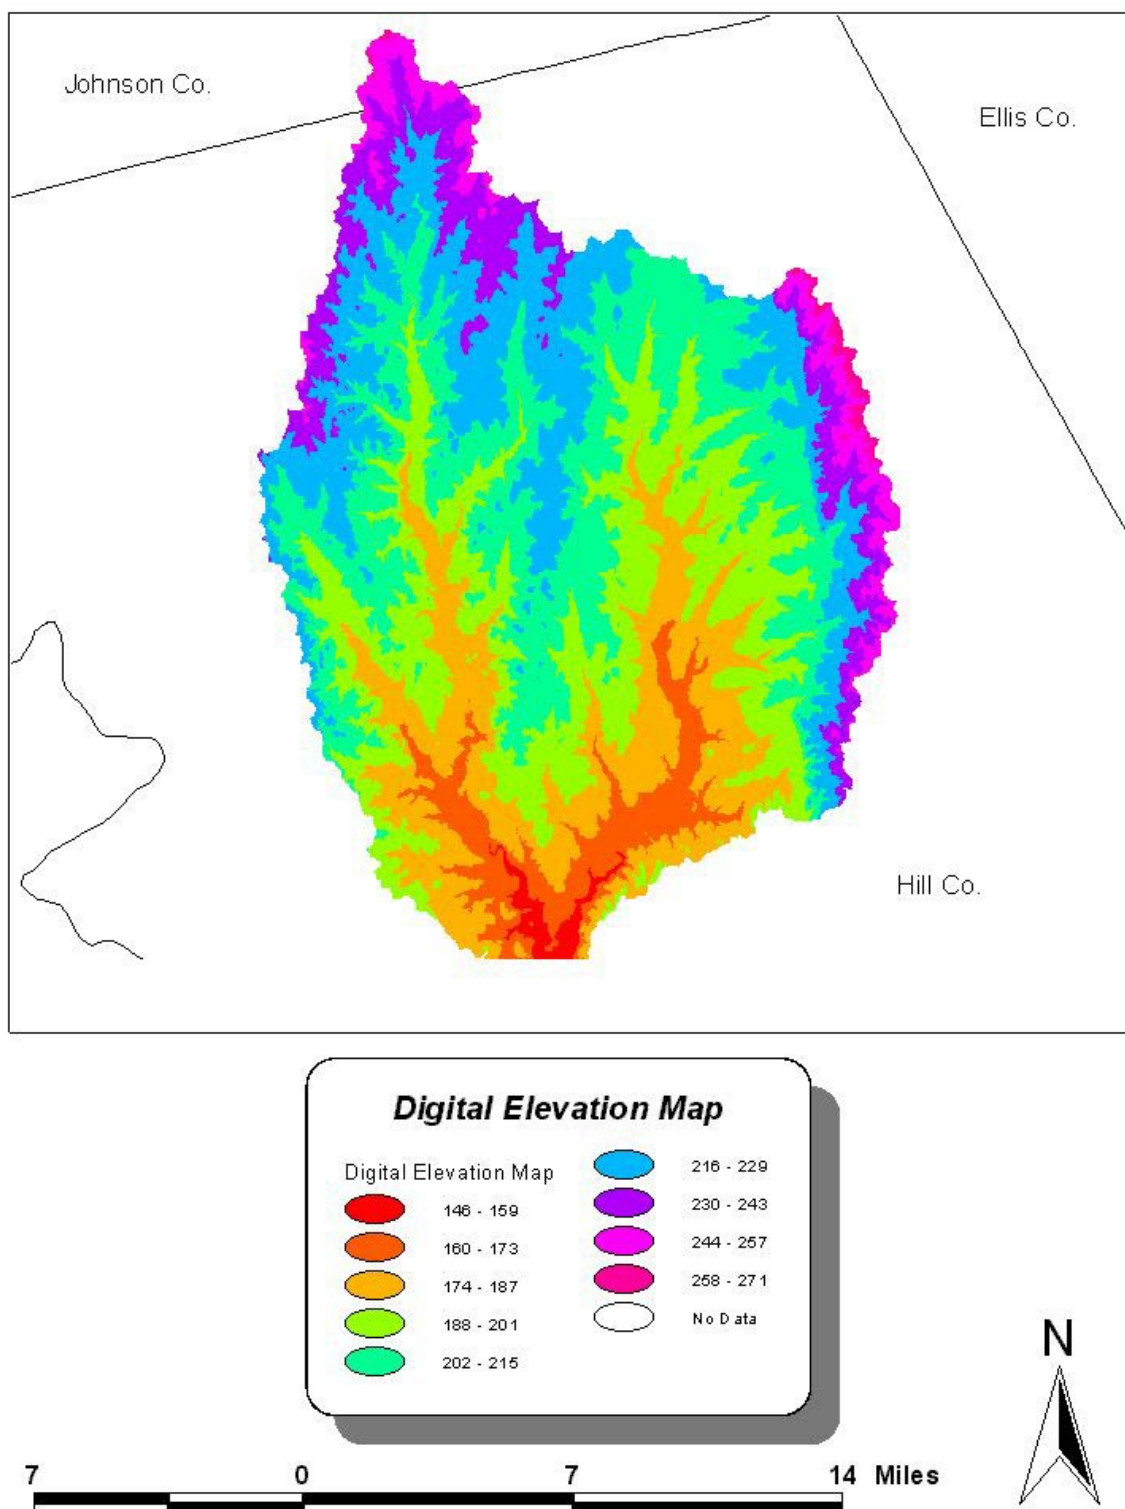 Johnson Co.
Ellis Co.
Hill Co.
Digital Elevation Map
Digital Elevation Map
146 - 159
160 - 173
174 - 187
188 - 201
202 - 215
216 - 229
230 - 243
244 - 257
258 - 271
No Data
N
7 0 7 14 Miles